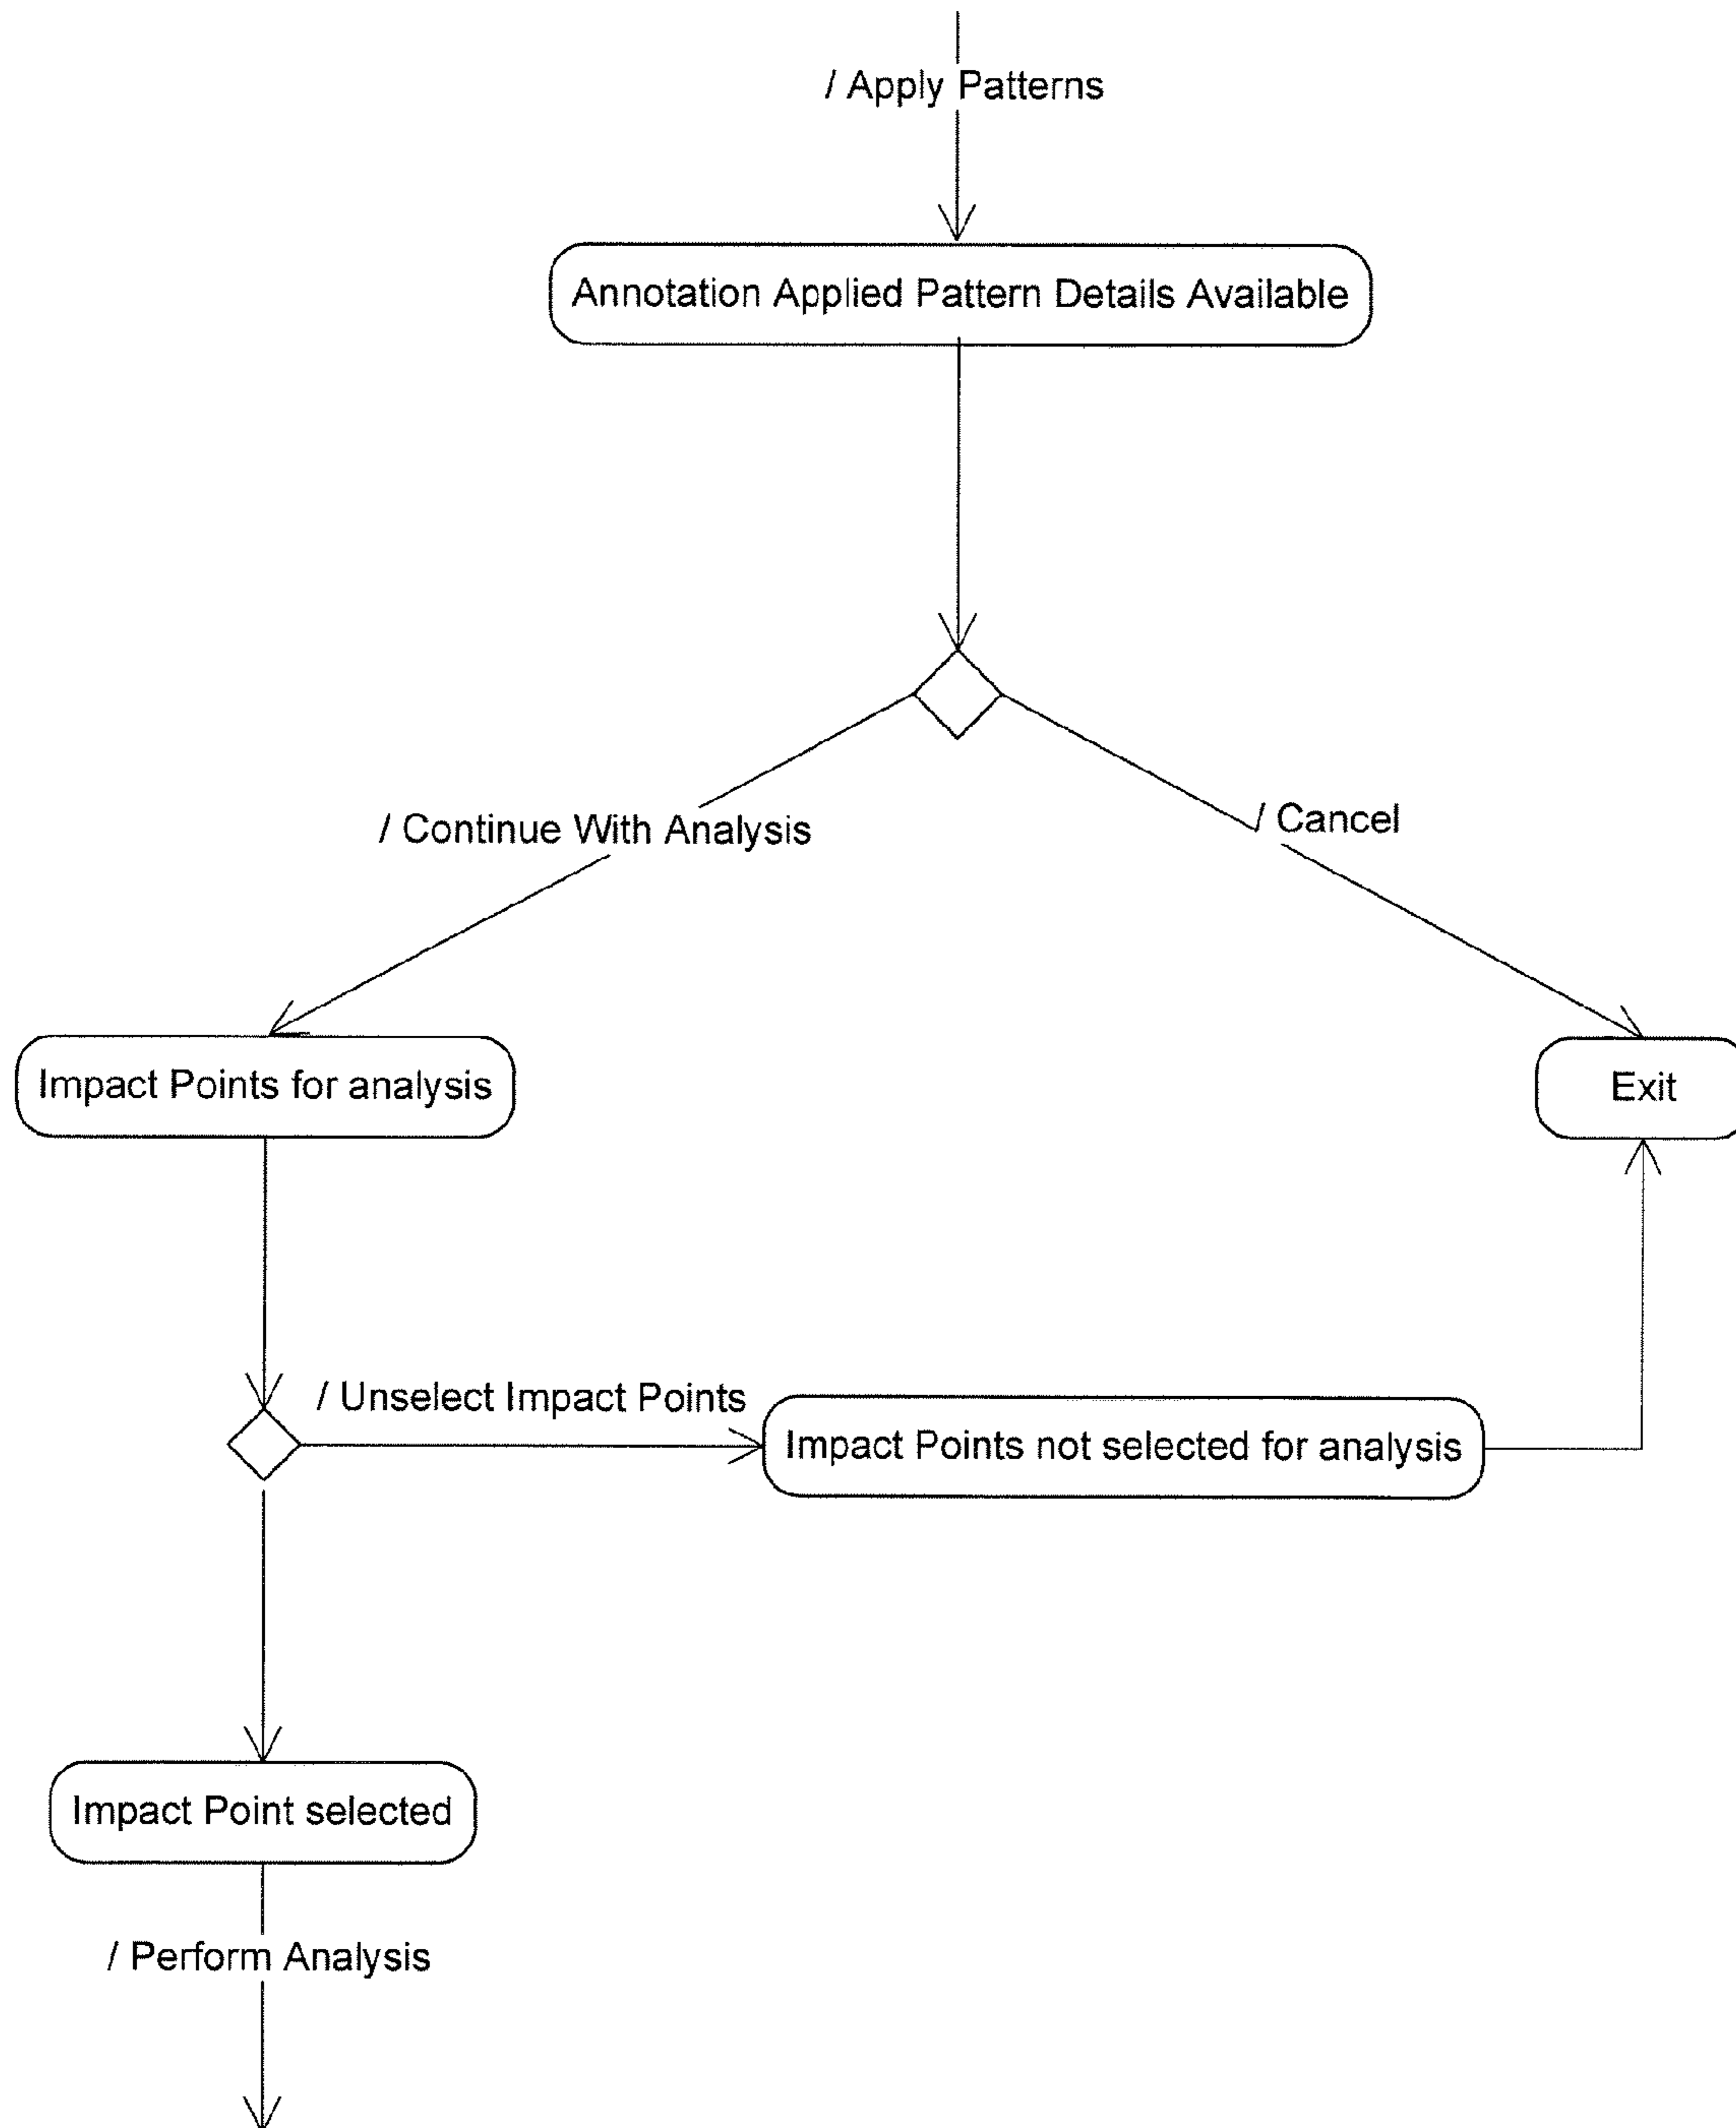 / Apply Patterns
Annotation Applied Pattern Details Available
/ Continue With Analysis
/ Cancel
Impact Points for analysis
Exit
/ Unselect Impact Points
Impact Points not selected for analysis
Impact Point selected
/ Perform Analysis